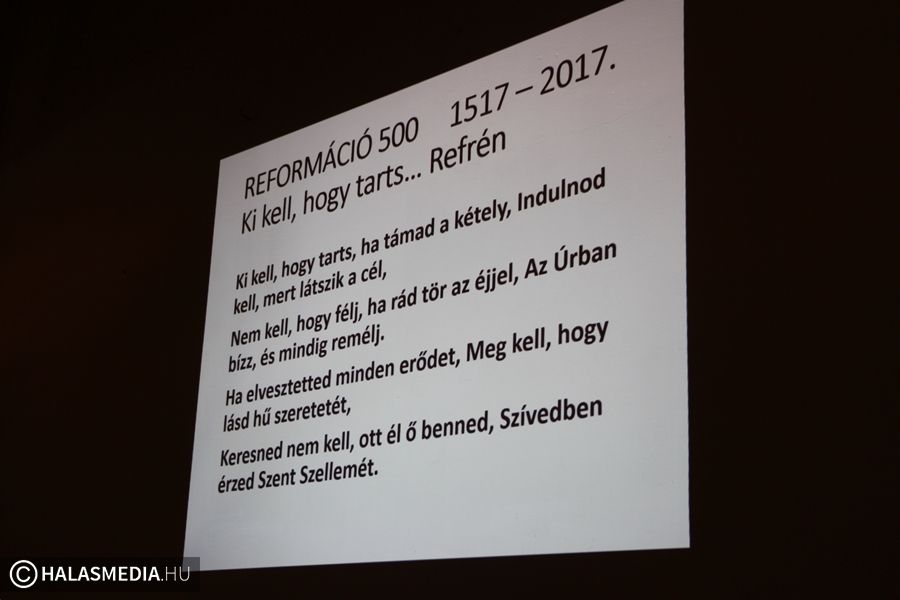 REFORMÁCIÓ 500 1517 – 2017.
Ki kell, hogy tarts... Refrén
Ki kell, hogy tarts, ha támad a kétely, Indulnod
kell, mert látszik a cél,
Nem kell, hogy félj, ha rád tör az éjjel, Az Úrban
bízz, és mindig remélj.
Ha elvesztetted minden erődet, Meg kell, hogy
lásd hű szeretetét,
Keresned nem kell, ott él ő benned, Szívedben
érzed Szent Szellemét.
© HALASMEDIA.HU